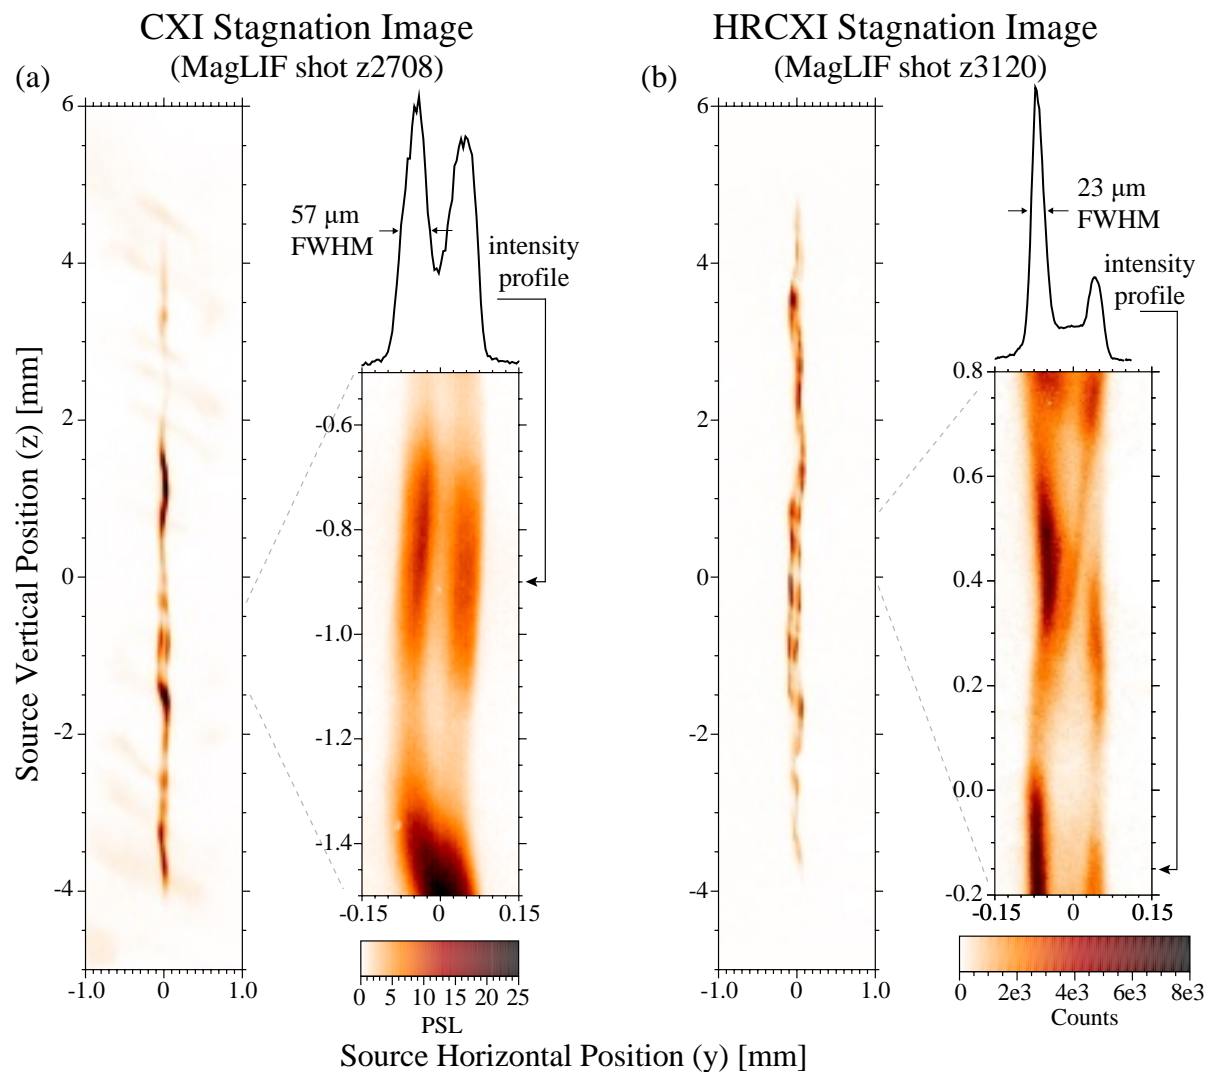 CXI Stagnation Image
(MagLIF shot z2708)
(a)
57 µm
FWHM
intensity
profile
Source Vertical Position (z) [mm]
6
4
2
0
-2
-4
-1.0
0
1.0
-0.6
-0.8
-1.0
-1.2
-1.4
-0.15
0
0.15
0
5
10
15
20
25
PSL
HRCXI Stagnation Image
(MagLIF shot z3120)
(b)
23 µm
FWHM
intensity
profile
6
4
2
0
-2
-4
-1.0
0
1.0
0.8
0.6
0.4
0.2
0.0
-0.2
-0.15
0
0.15
0
2e3
4e3
6e3
8e3
Counts
Source Horizontal Position (y) [mm]